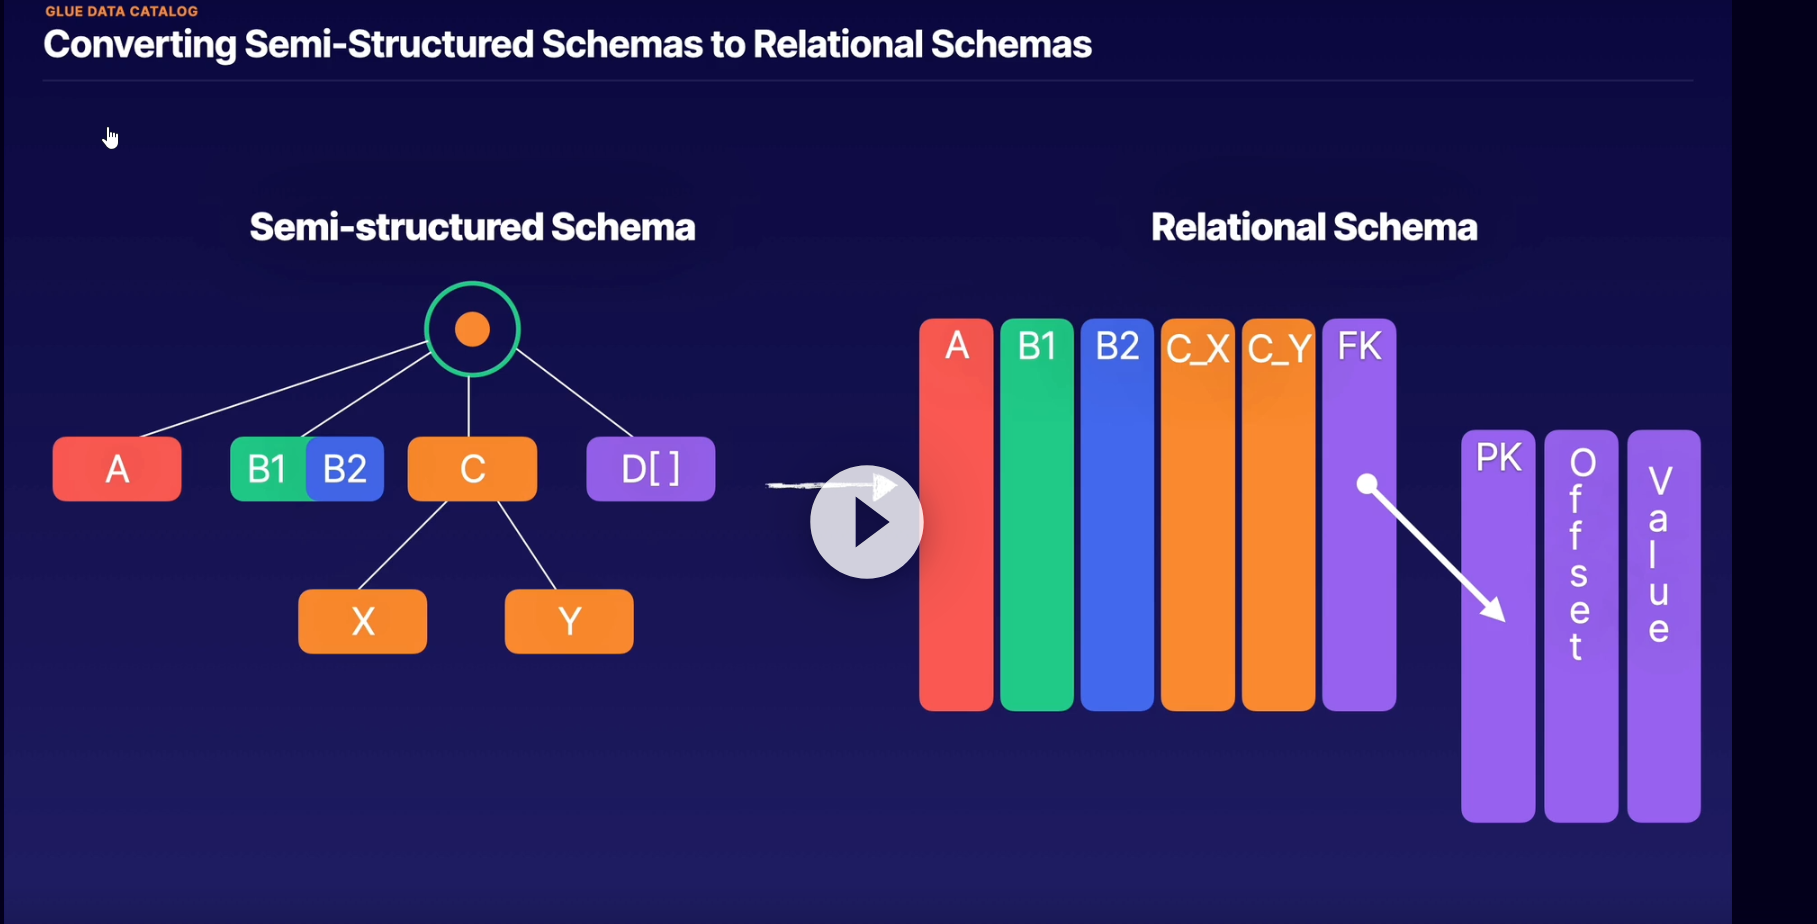 GLUE DATA CATALOG
Converting Semi-Structured Schemas to Relational Schemas
Semi-structured Schema
A
B1
B2
C
D[ ]
X
Y
Relational Schema
A
B1
B2
C_X
C_Y
FK
PK
Offset
Value